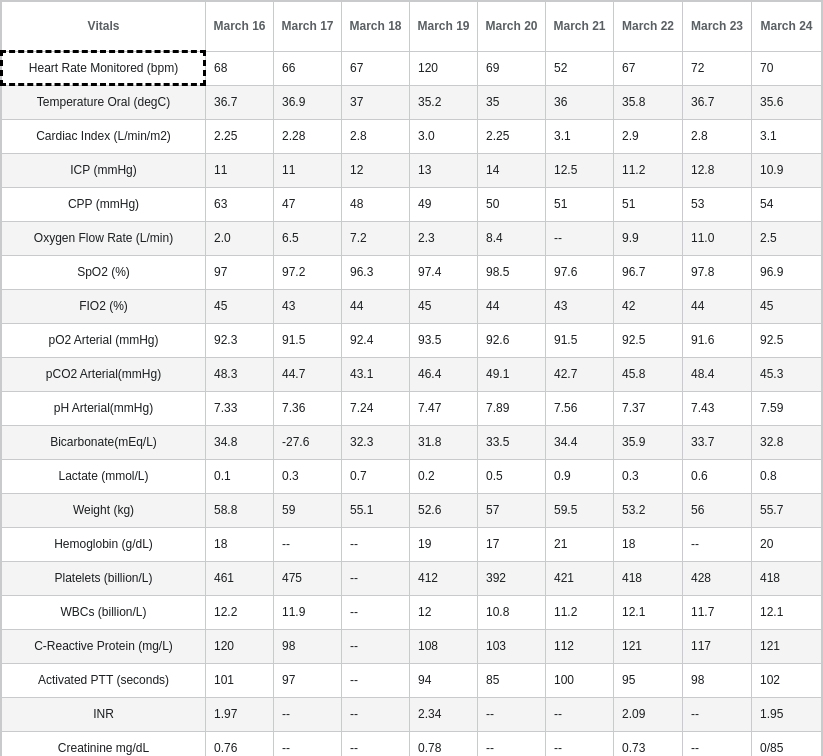 Vitals March 16 March 17 March 18 March 19 March 20 March 21 March 22 March 23 March 24
Heart Rate Monitored (bpm) 68 66 67 120 69 52 67 72 70
Temperature Oral (degC) 36.7 36.9 37 35.2 35 36 35.8 36.7 35.6
Cardiac Index (L/min/m2) 2.25 2.28 2.8 3.0 2.25 3.1 2.9 2.8 3.1
ICP (mmHg) 11 11 12 13 14 12.5 11.2 12.8 10.9
CPP (mmHg) 63 47 48 49 50 51 51 53 54
Oxygen Flow Rate (L/min) 2.0 6.5 7.2 2.3 8.4 -- 9.9 11.0 2.5
SpO2 (%) 97 97.2 96.3 97.4 98.5 97.6 96.7 97.8 96.9
FIO2 (%) 45 43 44 45 44 43 42 44 45
pO2 Arterial (mmHg) 92.3 91.5 92.4 93.5 92.6 91.5 92.5 91.6 92.5
pCO2 Arterial(mmHg) 48.3 44.7 43.1 46.4 49.1 42.7 45.8 48.4 45.3
pH Arterial(mmHg) 7.33 7.36 7.24 7.47 7.89 7.56 7.37 7.43 7.59
Bicarbonate(mEq/L) 34.8 -27.6 32.3 31.8 33.5 34.4 35.9 33.7 32.8
Lactate (mmol/L) 0.1 0.3 0.7 0.2 0.5 0.9 0.3 0.6 0.8
Weight (kg) 58.8 59 55.1 52.6 57 59.5 53.2 56 55.7
Hemoglobin (g/dL) 18 -- -- 19 17 21 18 -- 20
Platelets (billion/L) 461 475 -- 412 392 421 418 428 418
WBCs (billion/L) 12.2 11.9 -- 12 10.8 11.2 12.1 11.7 12.1
C-Reactive Protein (mg/L) 120 98 -- 108 103 112 121 117 121
Activated PTT (seconds) 101 97 -- 94 85 100 95 98 102
INR 1.97 -- -- 2.34 -- -- 2.09 -- 1.95
Creatinine mg/dL 0.76 -- -- 0.78 -- -- 0.73 -- 0/85